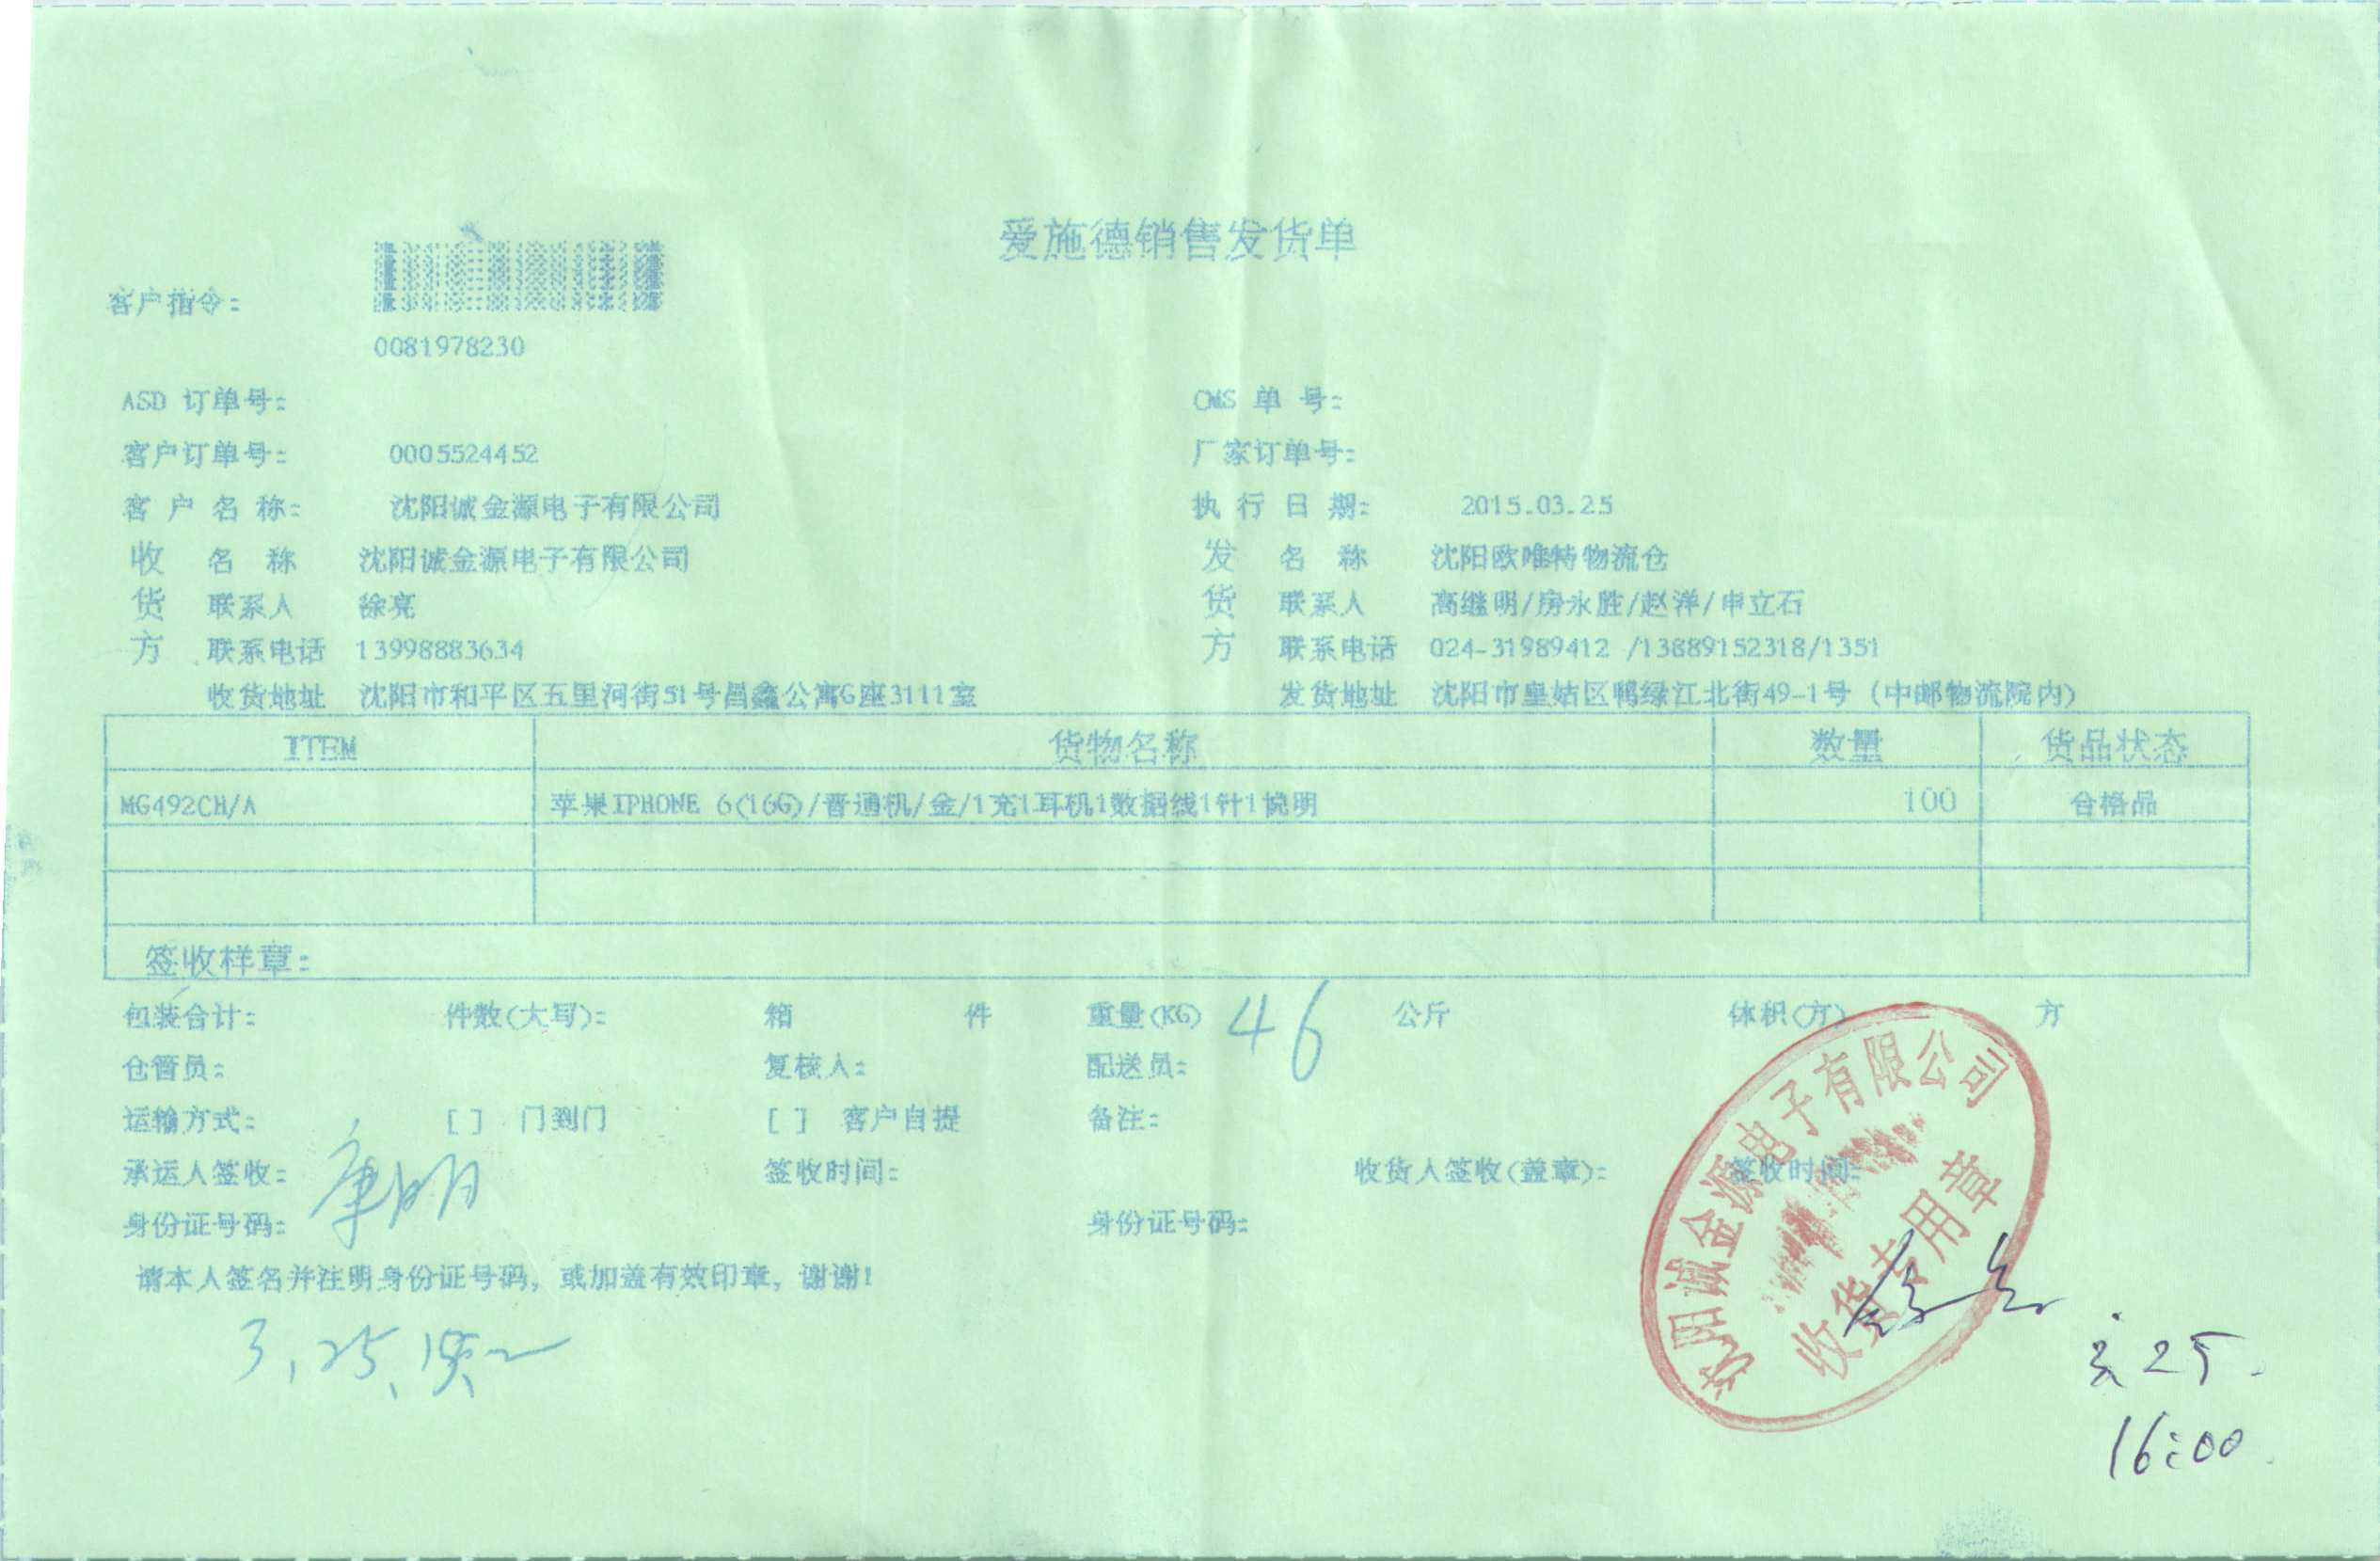 爱施德销售发货单
客户指令：
0081978230
ASD 订单号： CMS 单 号：
客户订单号： 0005524452 厂家订单号：
客 户 名 称： 沈阳诚金源电子有限公司 执 行 日 期： 2015.03.25
收 名 称 沈阳诚金源电子有限公司 发 名 称 沈阳欧唯特物流仓
货 联系人 徐亮 货 联系人 高继明/房永胜/赵洋/申立石
方 联系电话 13998883634 方 联系电话 024-31989412 /13889152318/1351
收货地址 沈阳市和平区五里河街51号昌鑫公寓G座3111室 发货地址 沈阳市皇姑区鸭绿江北街49-1号（中邮物流院内）
ITEM 货物名称 数量 货品状态
MG492CH/A 苹果IPHONE 6(16G)/普通机/金/1充1耳机1数据线1针1说明 100 合格品
签收样章：
包装合计： 件数(大写)： 箱 件 重量(KG) 46 公斤 体积(方) 方
仓管员： 复核人： 配送员：
运输方式： [ ] 门到门 [ ] 客户自提 备注：
承运人签收： 签收时间： 收货人签收(盖章)： 签收时间：
身份证号码： 身份证号码：
请本人签名并注明身份证号码，或加盖有效印章，谢谢！
沈阳诚金源电子有限公司
收货专用章
3.25
3.25.
16:00